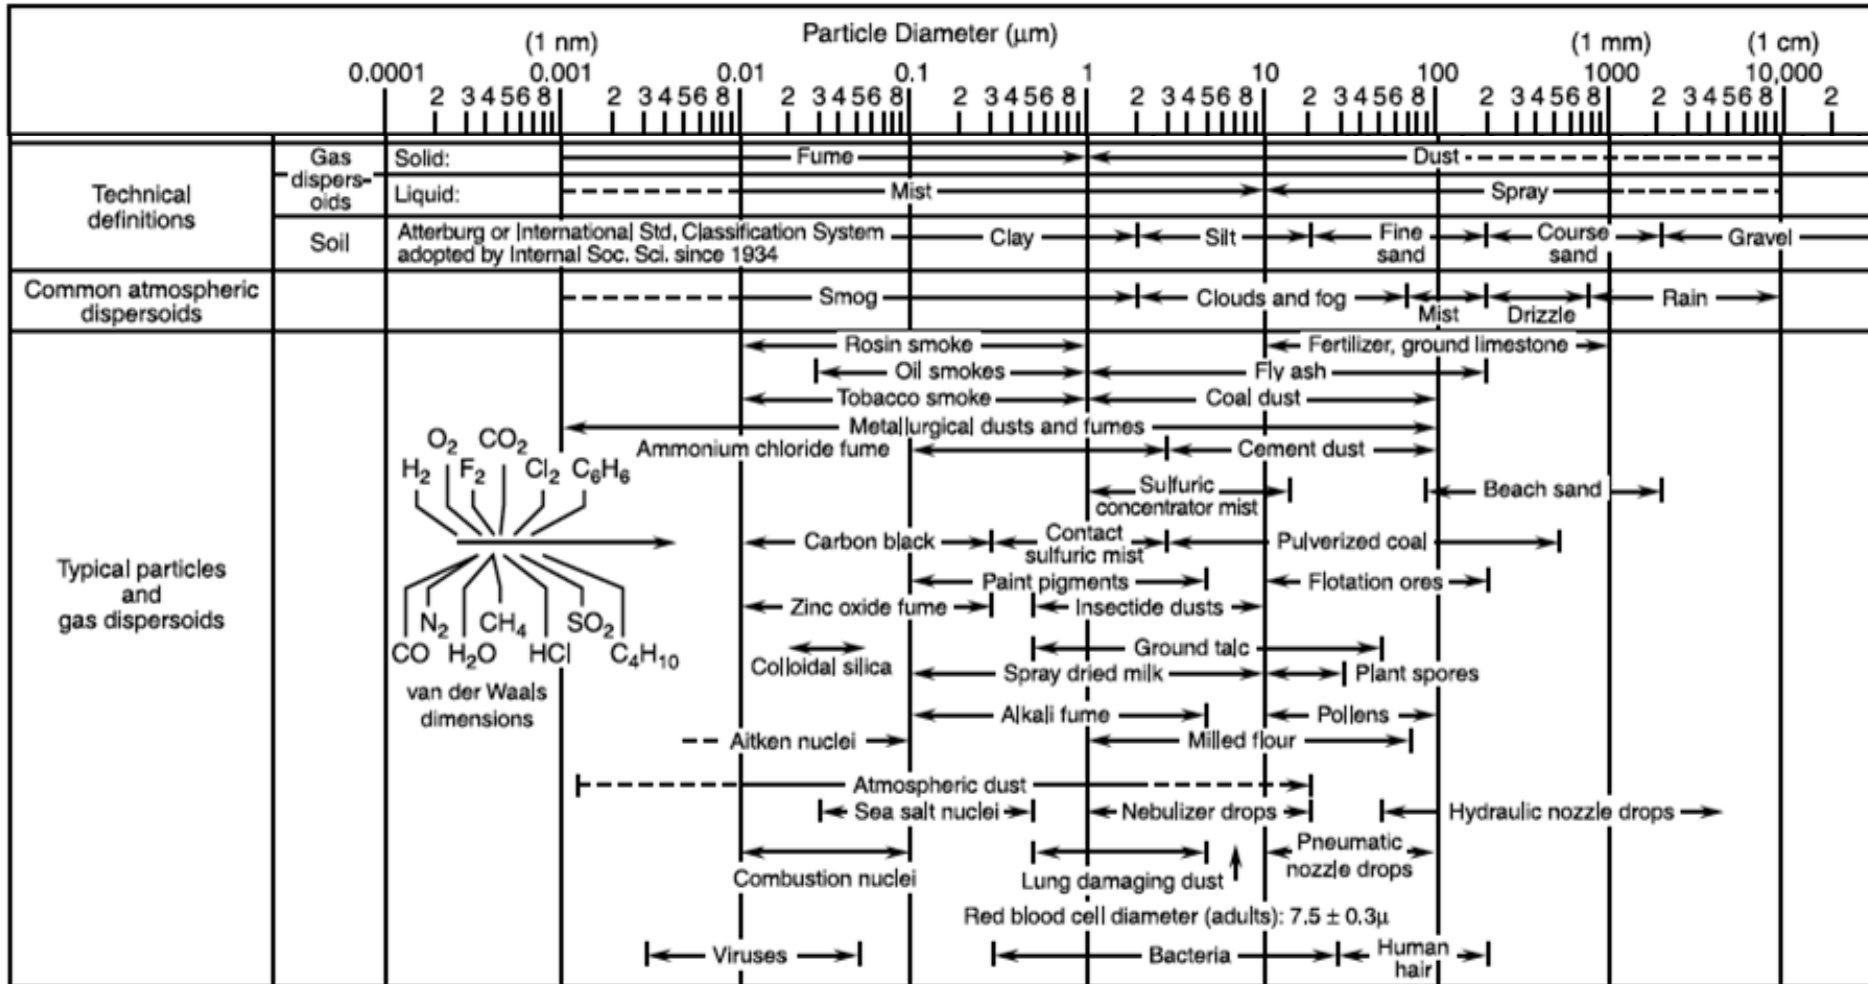 Particle Diameter (μm)
(1 nm) (1 mm) (1 cm)
0.0001 0.001 0.01 0.1 1 10 100 1000 10,000
2 3 4 5 6 8 2 3 4 5 6 8 2 3 4 5 6 8 2 3 4 5 6 8 2 3 4 5 6 8 2 3 4 5 6 8 2 3 4 5 6 8 2 3 4 5 6 8 2
Technical
definitions
Gas
dispers-
oids
Solid: Fume Dust
Liquid: Mist Spray
Soil
Atterburg or International Std, Classification System
adopted by Internal Soc. Sci. since 1934
Clay Silt Fine
sand
Course
sand
Gravel
Common atmospheric
dispersoids
Smog Clouds and fog Mist Drizzle Rain
Typical particles
and
gas dispersoids
Rosin smoke Fertilizer, ground limestone
Oil smokes Fly ash
Tobacco smoke Coal dust
Metallurgical dusts and fumes
Ammonium chloride fume Cement dust
O2 CO2
H2 F2 Cl2 C6H6
Sulfuric
concentrator mist
Beach sand
Carbon black Contact
sulfuric mist
Pulverized coal
Paint pigments Flotation ores
Zinc oxide fume Insectide dusts
N2 CH4 SO2
CO H2O HCl C4H10
van der Waals
dimensions
Ground talc
Colloidal silica
Spray dried milk Plant spores
Alkali fume Pollens
Aitken nuclei Milled flour
Atmospheric dust
Sea salt nuclei Nebulizer drops Hydraulic nozzle drops
Combustion nuclei
Lung damaging dust
Pneumatic
nozzle drops
Red blood cell diameter (adults): 7.5 ± 0.3μ
Viruses Bacteria Human
hair